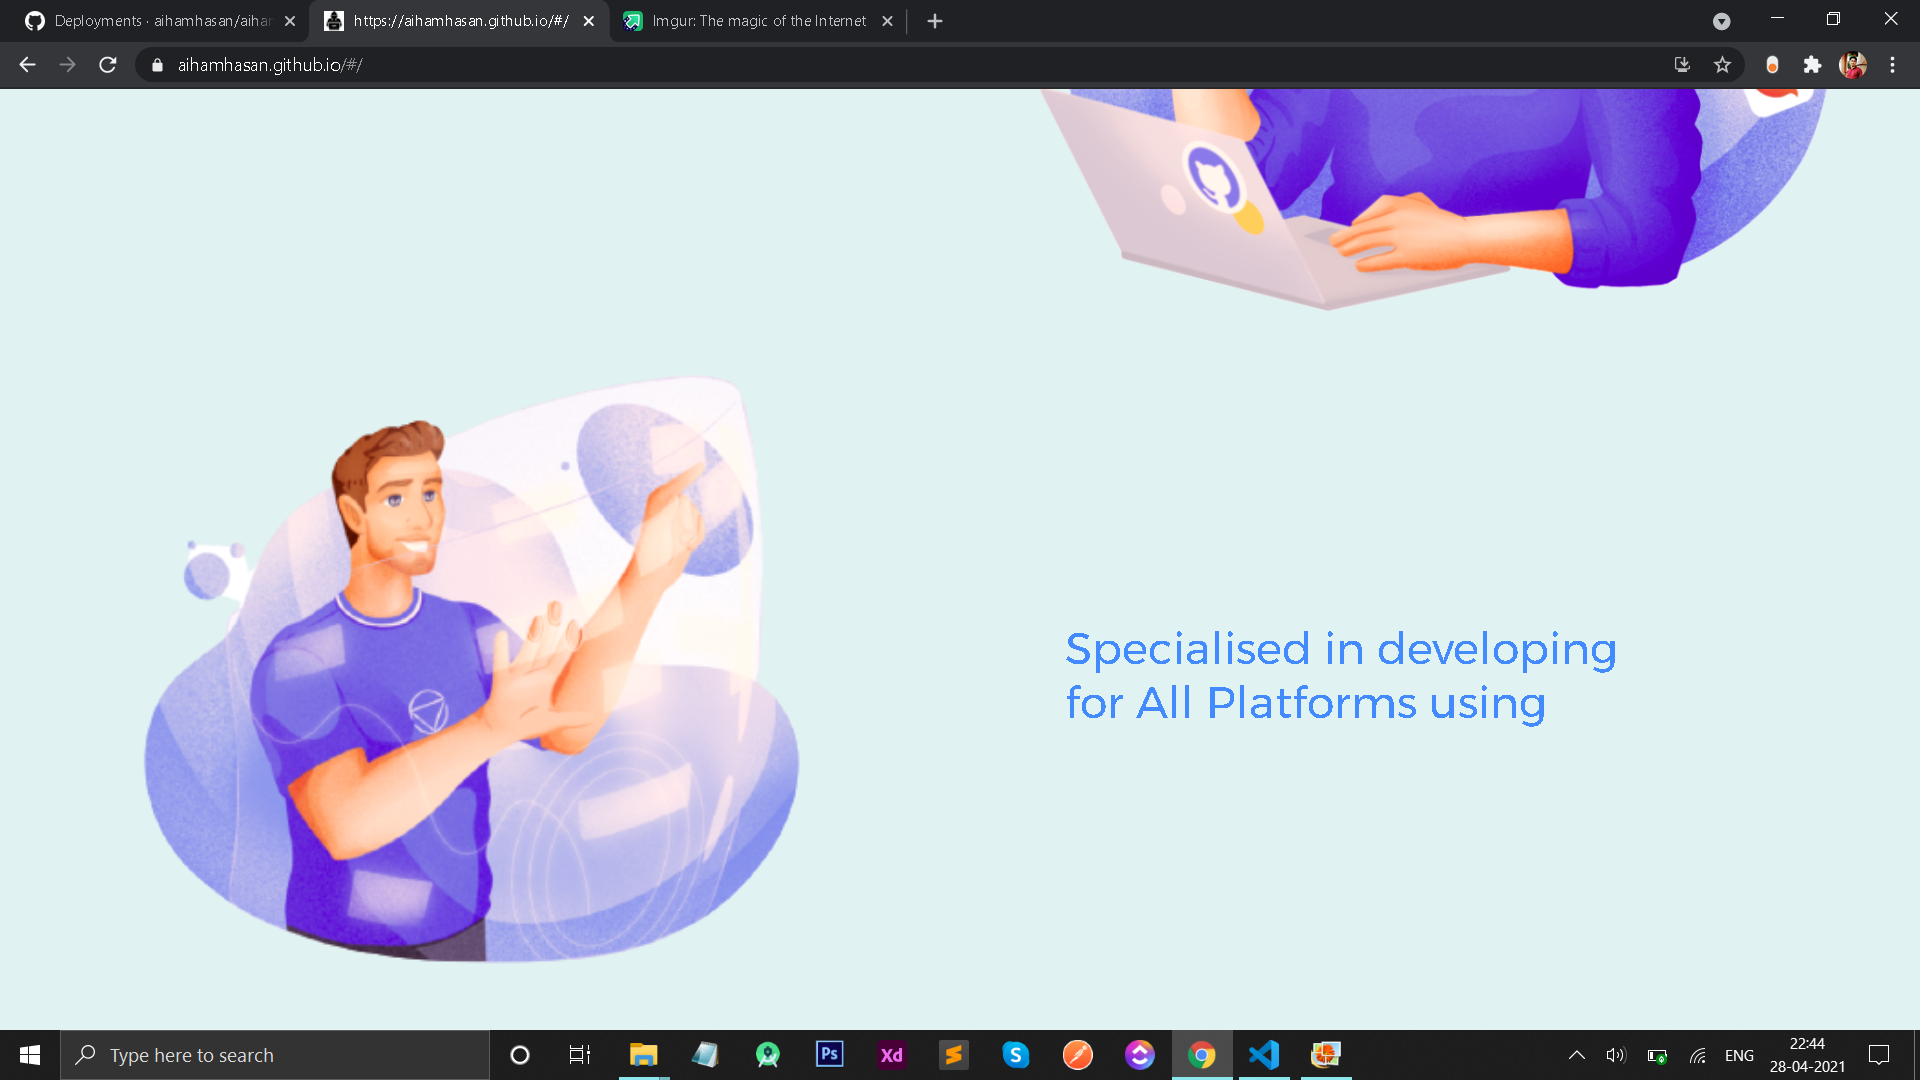 Deployments · aihamhasan/aihar
https://aihamhasan.github.io/#/
Imgur: The magic of the Internet
aihamhasan.github.io/#/
Specialised in developing
for All Platforms using
Type here to search
Ps
Xd
S
ENG
22:44
28-04-2021